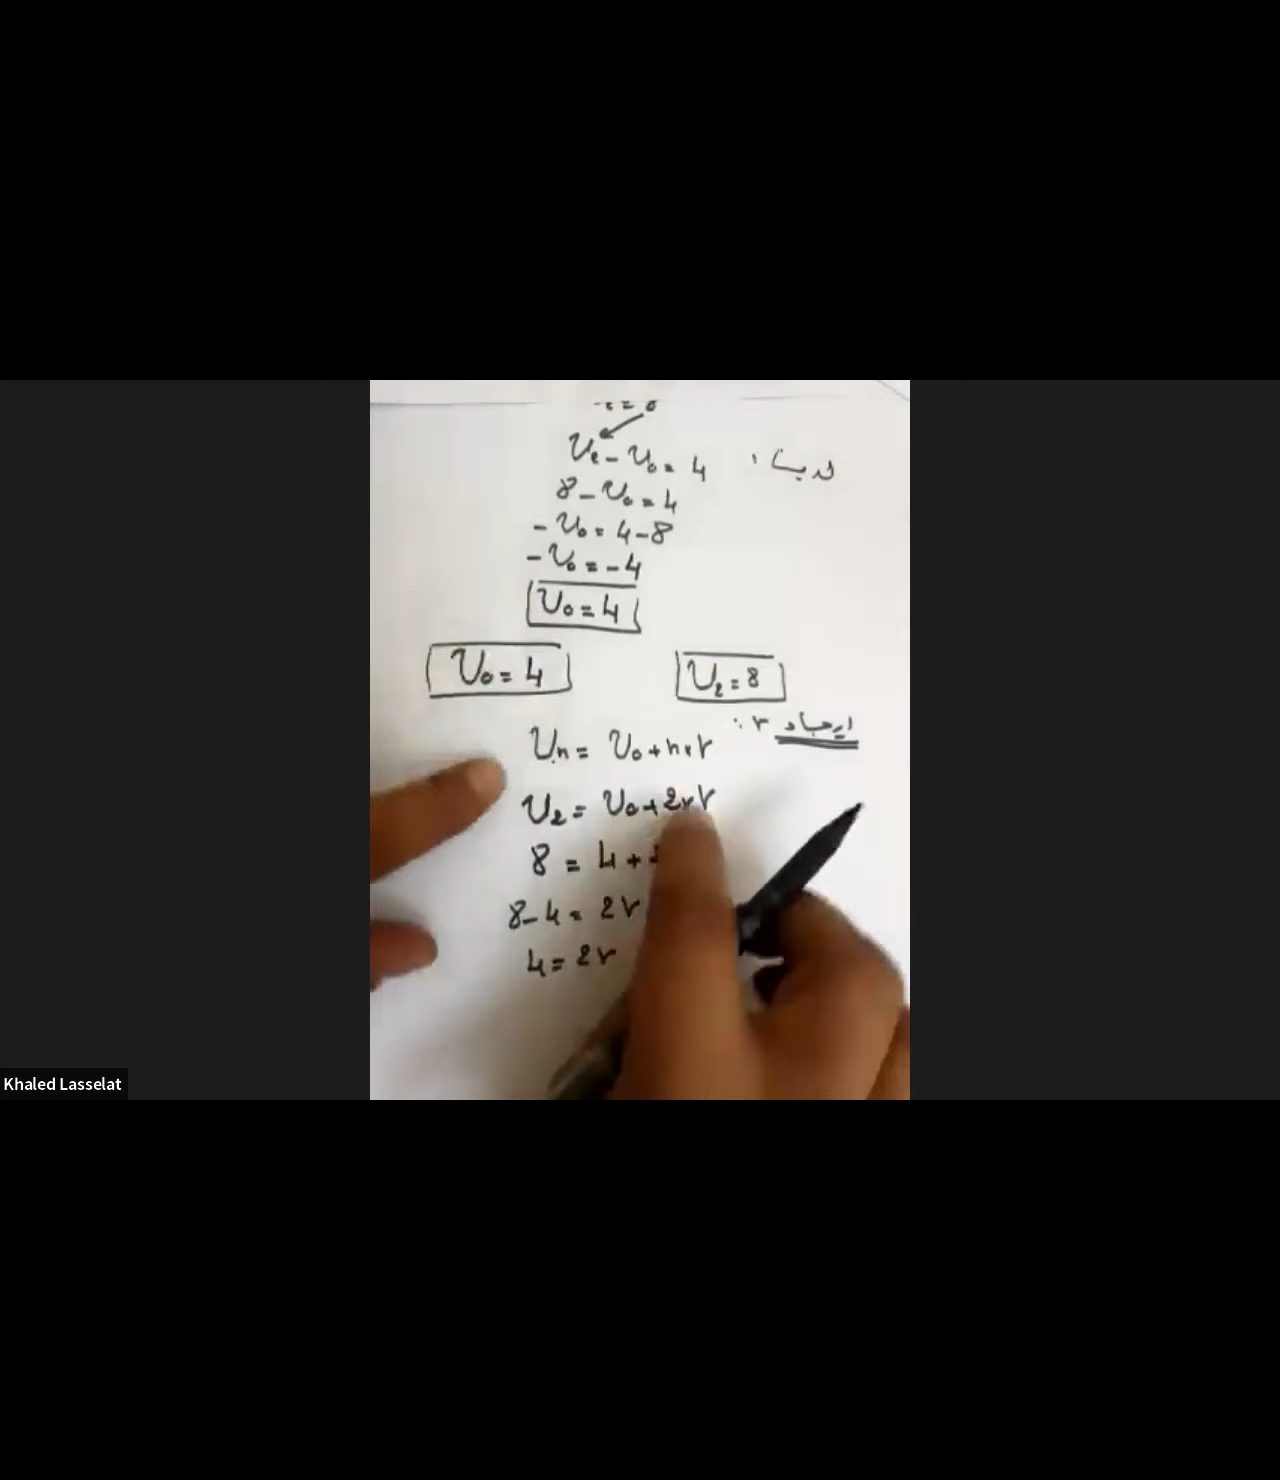 لدينا : U₂ - U₀ = 4
8 - U₀ = 4
- U₀ = 4 - 8
- U₀ = - 4
U₀ = 4
U₀ = 4 U₂ = 8
إيجاد r :
Uₙ = U₀ + n × r
U₂ = U₀ + 2 × r
8 = 4 +
8 - 4 = 2r
4 = 2r
Khaled Lasselat